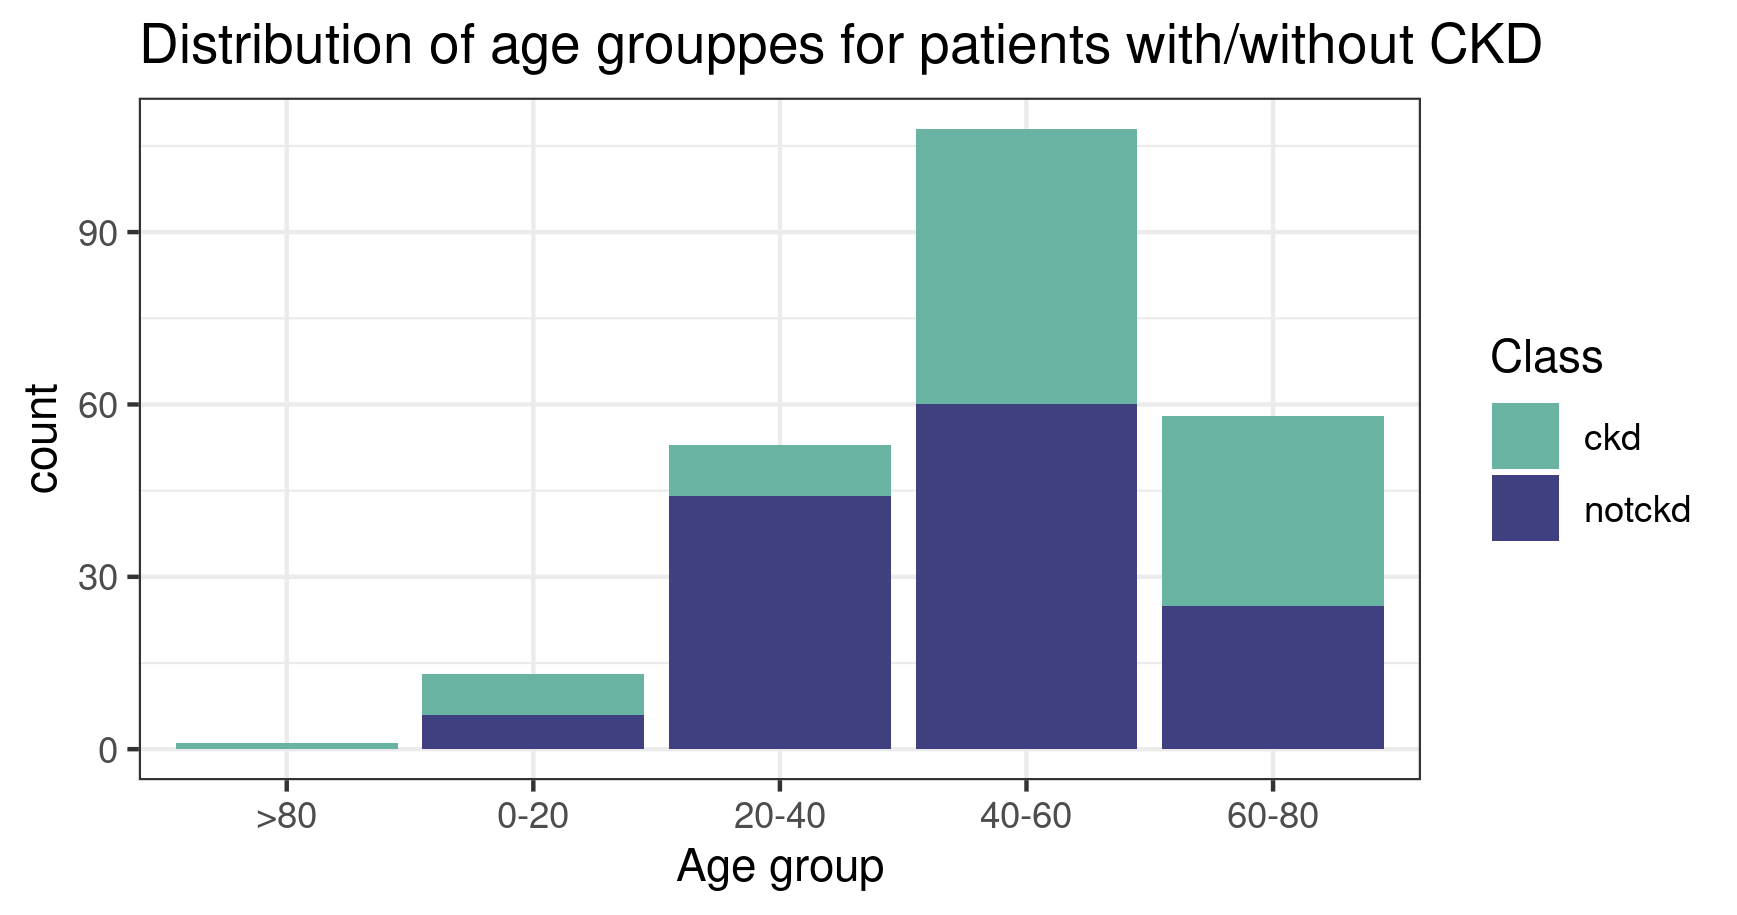 Distribution of age grouppes for patients with/without CKD
count
90
60
30
0
>80 0-20 20-40 40-60 60-80
Age group
Class
ckd
notckd